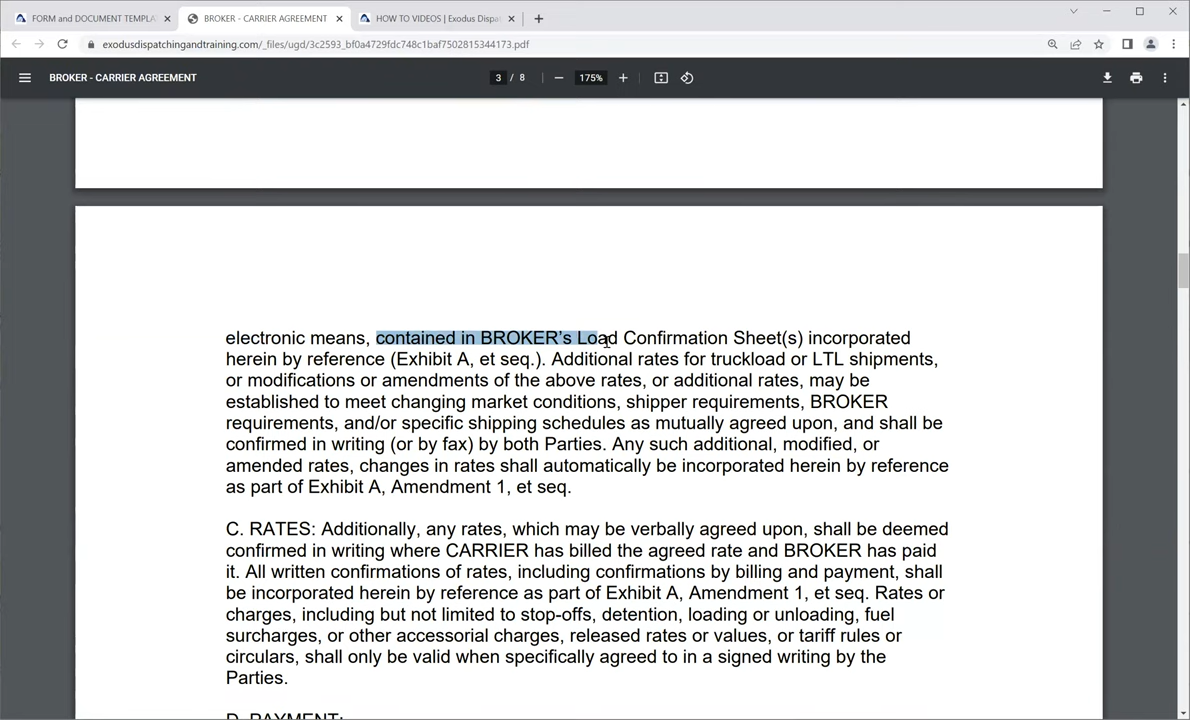 FORM and DOCUMENT TEMPLA
BROKER - CARRIER AGREEMENT
HOW TO VIDEOS | Exodus Dispa
exodusdispatchingandtraining.com/_files/ugd/3c2593_bf0a4729fdc748c1baf7502815344173.pdf
BROKER - CARRIER AGREEMENT
3 / 8
175%
electronic means, contained in BROKER's Load Confirmation Sheet(s) incorporated
herein by reference (Exhibit A, et seq.). Additional rates for truckload or LTL shipments,
or modifications or amendments of the above rates, or additional rates, may be
established to meet changing market conditions, shipper requirements, BROKER
requirements, and/or specific shipping schedules as mutually agreed upon, and shall be
confirmed in writing (or by fax) by both Parties. Any such additional, modified, or
amended rates, changes in rates shall automatically be incorporated herein by reference
as part of Exhibit A, Amendment 1, et seq.
C. RATES: Additionally, any rates, which may be verbally agreed upon, shall be deemed
confirmed in writing where CARRIER has billed the agreed rate and BROKER has paid
it. All written confirmations of rates, including confirmations by billing and payment, shall
be incorporated herein by reference as part of Exhibit A, Amendment 1, et seq. Rates or
charges, including but not limited to stop-offs, detention, loading or unloading, fuel
surcharges, or other accessorial charges, released rates or values, or tariff rules or
circulars, shall only be valid when specifically agreed to in a signed writing by the
Parties.
D. PAYMENT: